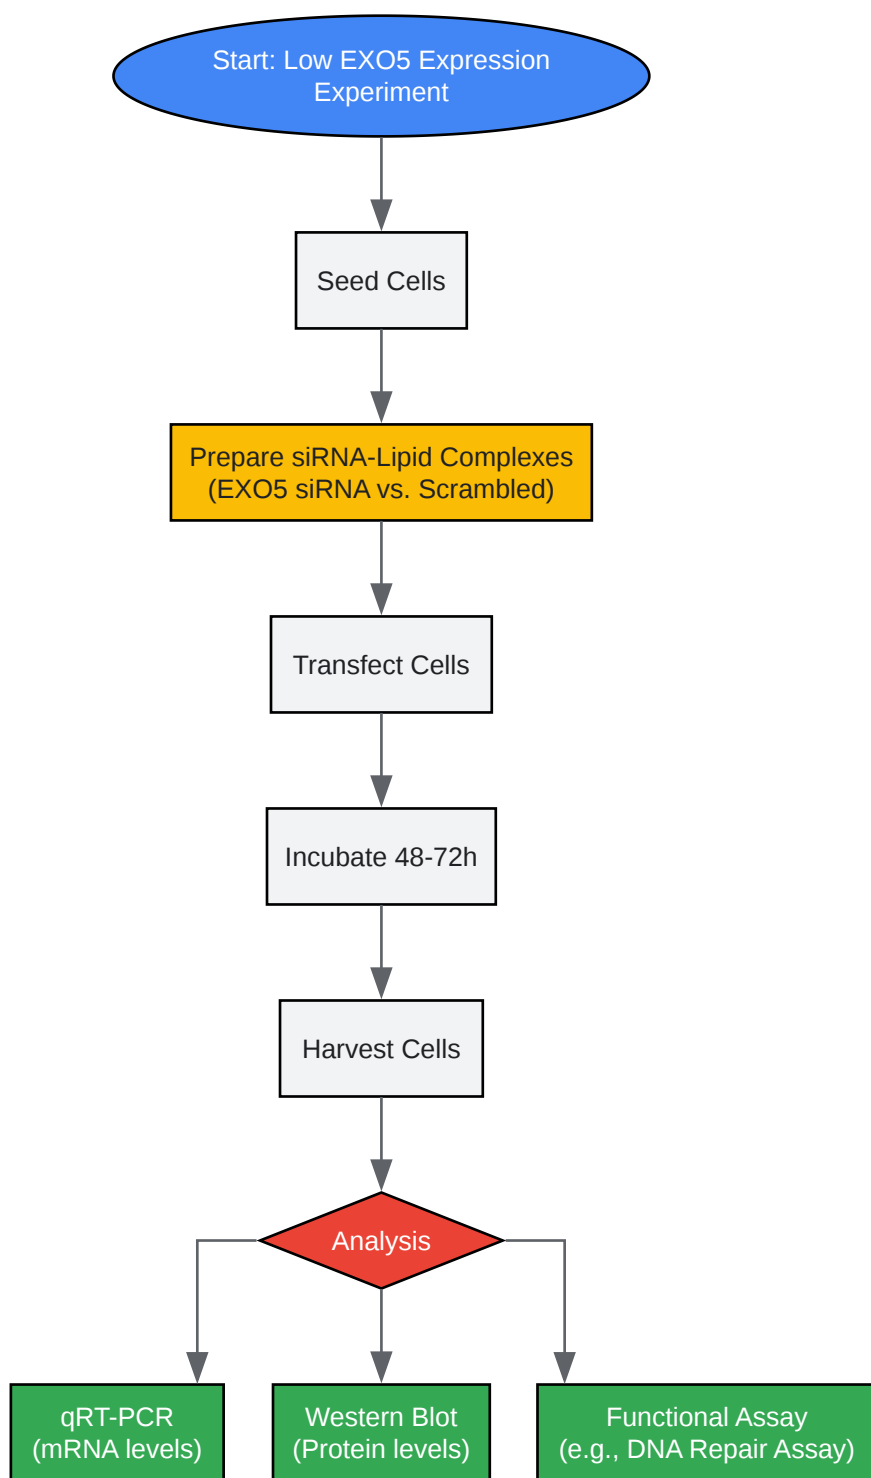 Start: Low EXO5 Expression
Experiment
Seed Cells
Prepare siRNA-Lipid Complexes
(EXO5 siRNA vs. Scrambled)
Transfect Cells
Incubate 48-72h
Harvest Cells
Analysis
qRT-PCR
(mRNA levels)
Western Blot
(Protein levels)
Functional Assay
(e.g., DNA Repair Assay)